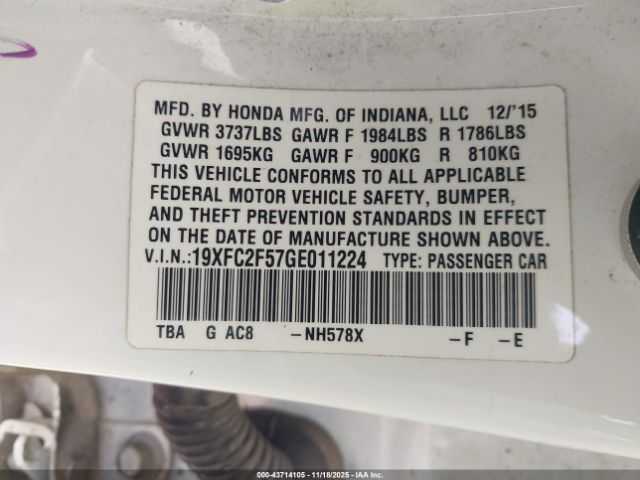 MFD. BY HONDA MFG. OF INDIANA, LLC 12/'15
GVWR 3737LBS GAWR F 1984LBS R 1786LBS
GVWR 1695KG GAWR F 900KG R 810KG
THIS VEHICLE CONFORMS TO ALL APPLICABLE
FEDERAL MOTOR VEHICLE SAFETY, BUMPER,
AND THEFT PREVENTION STANDARDS IN EFFECT
ON THE DATE OF MANUFACTURE SHOWN ABOVE.
V.I.N.:19XFC2F57GE011224 TYPE: PASSENGER CAR
TBA G AC8 –NH578X –F –E
000-43714105 | 11/18/2025 | IAA Inc.